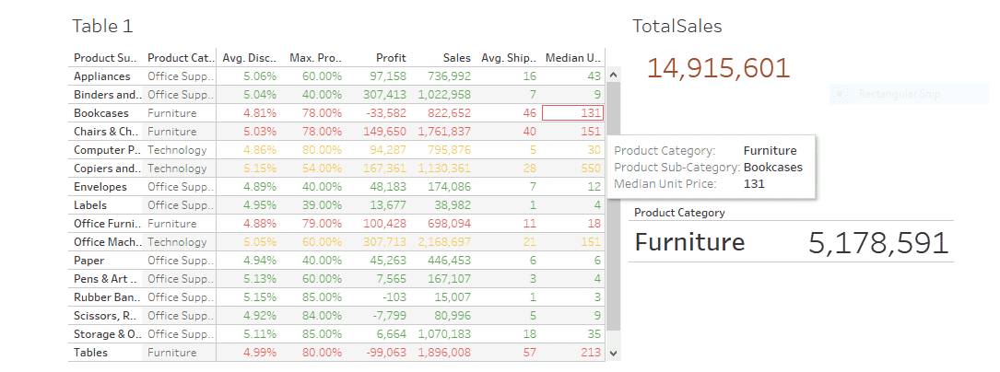 Table 1
TotalSales
Product Su.. Product Cat.. Avg. Disc.. Max. Pro.. Profit Sales Avg. Ship.. Median U..
Appliances Office Supp.. 5.06% 60.00% 97,158 736,992 16 43
Binders and.. Office Supp.. 5.04% 40.00% 307,413 1,022,958 7 9
Bookcases Furniture 4.81% 78.00% -33,582 822,652 46 131
Chairs & Ch.. Furniture 5.03% 78.00% 149,650 1,761,837 40 151
Computer P.. Technology 4.86% 80.00% 94,287 795,876 5 30
Copiers and.. Technology 5.15% 54.00% 167,361 1,130,361 28 550
Envelopes Office Supp.. 4.89% 40.00% 48,183 174,086 7 12
Labels Office Supp.. 4.95% 39.00% 13,677 38,982 1 4
Office Furni.. Furniture 4.88% 79.00% 100,428 698,094 11 18
Office Mach.. Technology 5.05% 60.00% 307,713 2,168,697 21 151
Paper Office Supp.. 4.94% 40.00% 45,263 446,453 6 6
Pens & Art .. Office Supp.. 5.13% 60.00% 7,565 167,107 3 4
Rubber Ban.. Office Supp.. 5.15% 85.00% -103 15,007 1 3
Scissors, R.. Office Supp.. 4.92% 84.00% -7,799 80,996 5 9
Storage & O.. Office Supp.. 5.11% 85.00% 6,664 1,070,183 18 35
Tables Furniture 4.99% 80.00% -99,063 1,896,008 57 213
14,915,601
Rectangular Snip
Product Category: Furniture
Product Sub-Category: Bookcases
Median Unit Price: 131
Product Category
Furniture 5,178,591